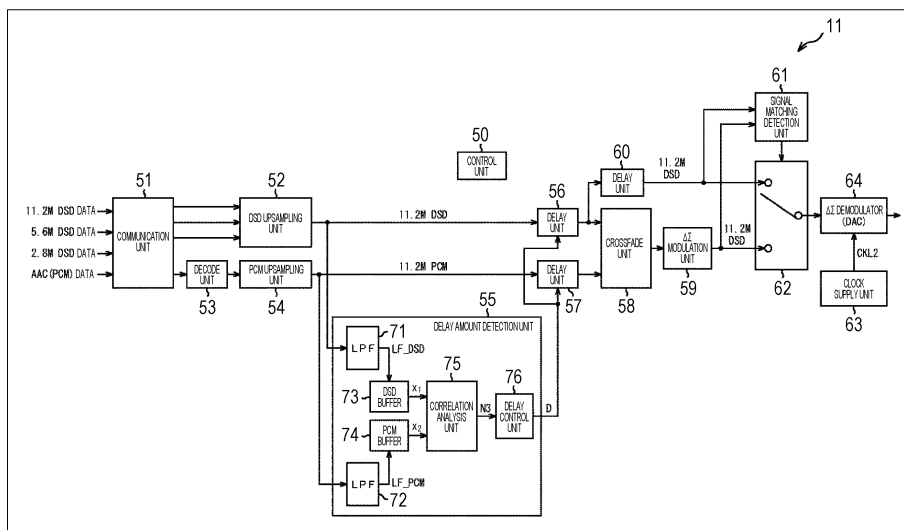 11
61
SIGNAL
MATCHING
DETECTION
UNIT
50
CONTROL
UNIT
60
11.2M
DSD
DELAY
UNIT
51
52
56
64
11.2M DSD DATA
5.6M DSD DATA
2.8M DSD DATA
AAC(PCM) DATA
COMMUNICATION
UNIT
DSD UPSAMPLING
UNIT
11.2M DSD
DELAY
UNIT
CROSSFADE
UNIT
58
ΔΣ
MODULATION
UNIT
59
11.2M
DSD
62
ΔΣ DEMODULATOR
(DAC)
DECODE
UNIT
53
PCM UPSAMPLING
UNIT
54
11.2M PCM
DELAY
UNIT
57
CKL2
CLOCK
SUPPLY UNIT
63
55
DELAY AMOUNT DETECTION UNIT
71
LPF
LF_DSD
75
76
73
DSD
BUFFER
X1
CORRELATION
ANALYSIS
UNIT
N3
DELAY
CONTROL
UNIT
D
74
PCM
BUFFER
X2
LPF
LF_PCM
72